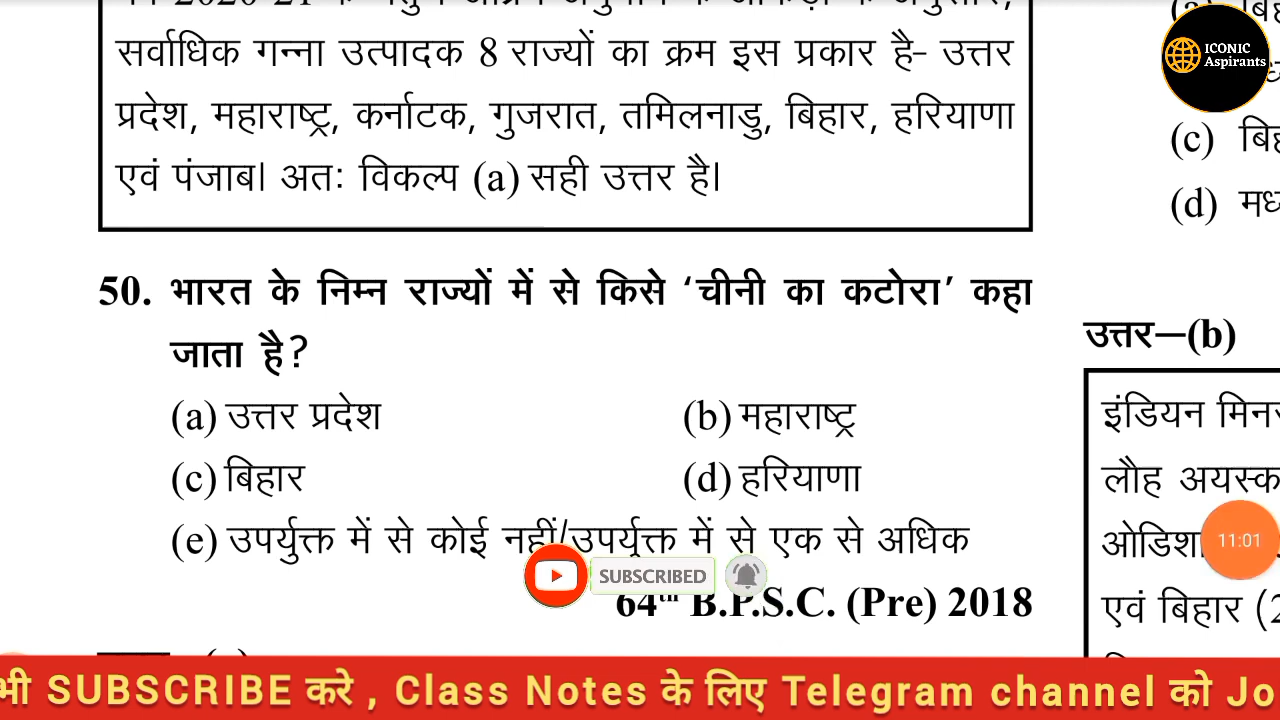 सर्वाधिक गन्ना उत्पादक 8 राज्यों का क्रम इस प्रकार है- उत्तर
प्रदेश, महाराष्ट्र, कर्नाटक, गुजरात, तमिलनाडु, बिहार, हरियाणा
एवं पंजाब। अतः विकल्प (a) सही उत्तर है।
50. भारत के निम्न राज्यों में से किसे ‘चीनी का कटोरा’ कहा
जाता है?
(a) उत्तर प्रदेश (b) महाराष्ट्र
(c) बिहार (d) हरियाणा
(e) उपर्युक्त में से कोई नहीं/उपर्युक्त में से एक से अधिक
64th B.P.S.C. (Pre) 2018
ICONIC
Aspirants
(c)
(d)
उत्तर—(b)
इंडियन
लौह
एवं बिहार
11:01
SUBSCRIBED
भी SUBSCRIBE करे , Class Notes के लिए Telegram channel को Jo